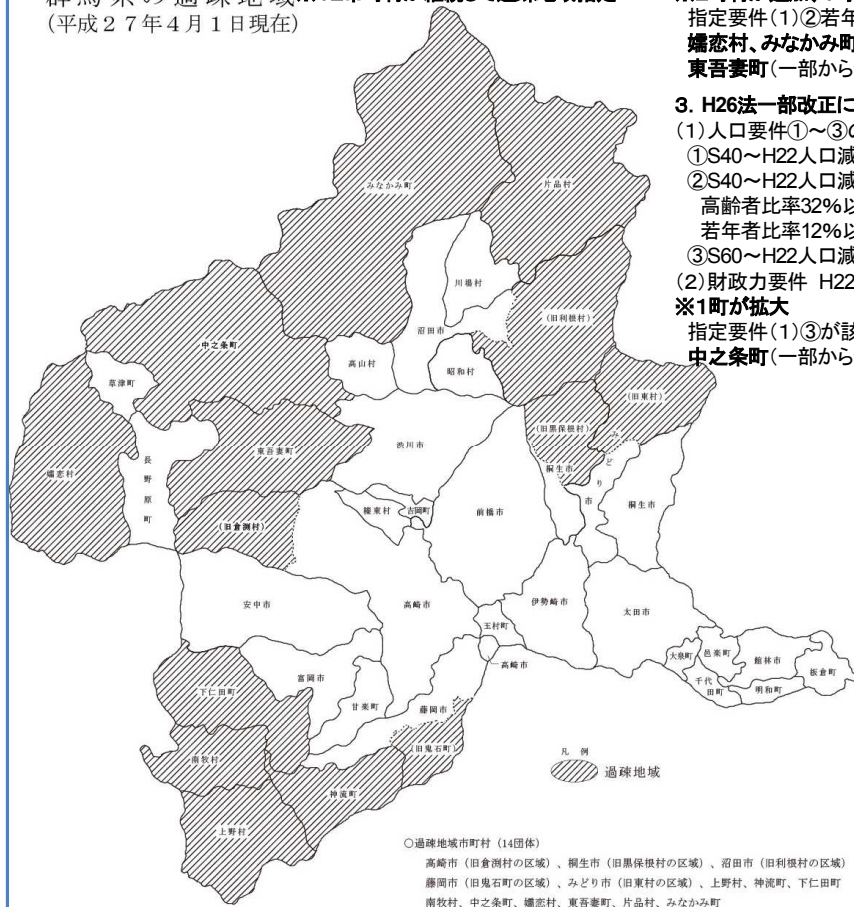 (平成27年4月1日現在)
指定要件(1)②若年
嬬恋村、みなかみ町
東吾妻町(一部から
3. H26法一部改正に
(1)人口要件①~③の
①S40~H22人口減
②S40~H22人口減
高齢者比率32%以
若年者比率12%以
③S60~H22人口減
(2)財政力要件 H22
※1町が拡大
指定要件(1)③が該
中之条町(一部から
みなかみ町
片品村
川場村
沼田市
(旧利根村)
中之条町
高山村
昭和村
草津町
(旧東村)
(旧黒保根村)
東吾妻町
渋川市
嬬恋村
長野原町
桐生市
みどり市
桐生市
(旧倉渕村)
榛東村
吉岡町
前橋市
安中市
高崎市
伊勢崎市
太田市
玉村町
高崎市
大泉町
邑楽町
館林市
板倉町
千代田町
明和町
富岡市
下仁田町
甘楽町
藤岡市
(旧鬼石町)
南牧村
神流町
上野村
凡例
過疎地域
○過疎地域市町村(14団体)
高崎市(旧倉渕村の区域)、桐生市(旧黒保根村の区域)、沼田市(旧利根村の区域)
藤岡市(旧鬼石町の区域)、みどり市(旧東村の区域)、上野村、神流町、下仁田町
南牧村、中之条町、嬬恋村、東吾妻町、片品村、みなかみ町